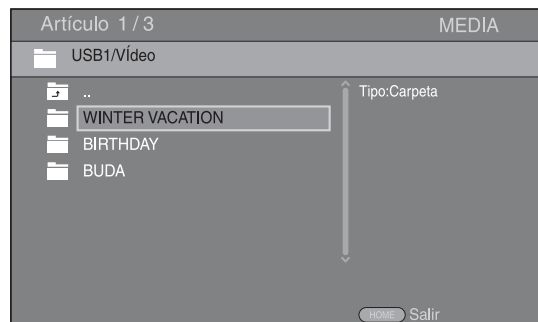 Artículo 1/3 MEDIA
USB1/VÍdeo
.. Tipo:Carpeta
WINTER VACATION
BIRTHDAY
BUDA
HOME Salir